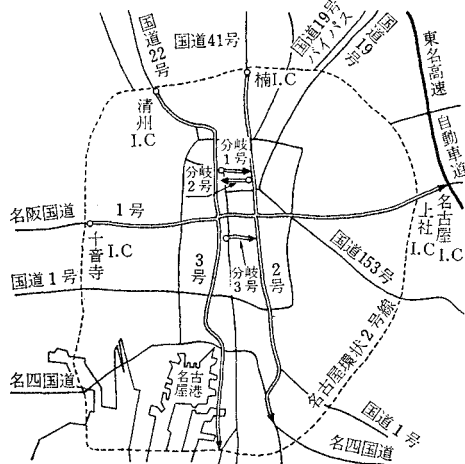 国道22号
国道41号
国道19号バイパス
国道19号
東名高速自動車道
楠I.C
清州I.C
分岐1号
分岐2号
名阪国道
1号
上社I.C
名古屋I.C
十音寺I.C
3号
分岐3号
2号
国道153号
国道1号
名古屋環状2号線
名四国道
名古屋港
国道1号
名四国道